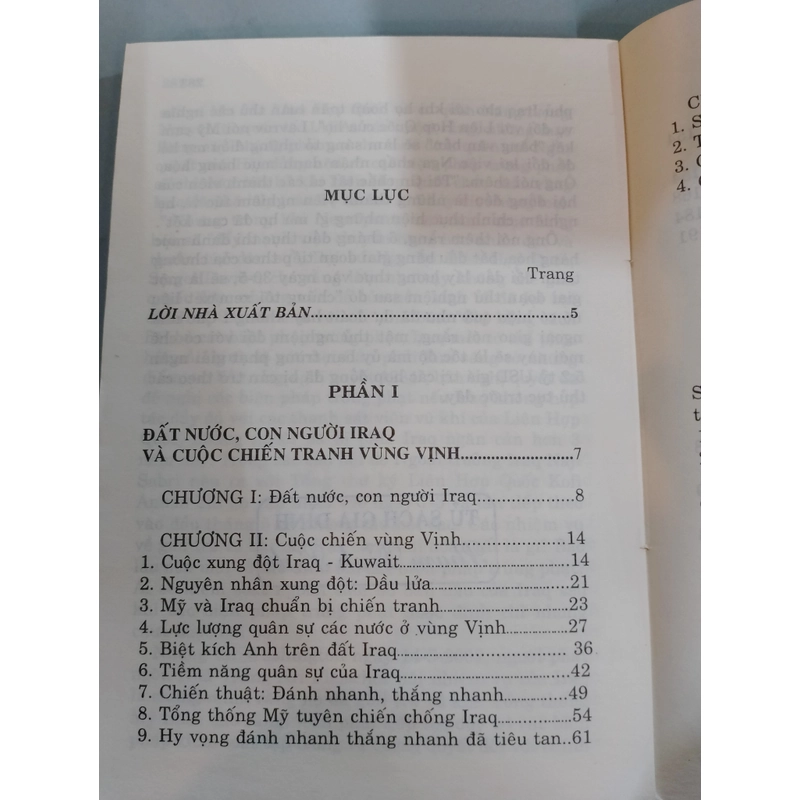 MỤC LỤC
Trang
LỜI NHÀ XUẤT BẢN.....................................5
PHẦN I
ĐẤT NƯỚC, CON NGƯỜI IRAQ
VÀ CUỘC CHIẾN TRANH VÙNG VỊNH....................7
CHƯƠNG I: Đất nước, con người Iraq..............8
CHƯƠNG II: Cuộc chiến vùng Vịnh.................14
1. Cuộc xung đột Iraq - Kuwait........................14
2. Nguyên nhân xung đột: Dầu lửa....................21
3. Mỹ và Iraq chuẩn bị chiến tranh...................23
4. Lực lượng quân sự các nước ở vùng Vịnh.........27
5. Biệt kích Anh trên đất Iraq......................... 36
6. Tiềm năng quân sự của Iraq.........................42
7. Chiến thuật: Đánh nhanh, thắng nhanh..........49
8. Tổng thống Mỹ tuyên chiến chống Iraq...........54
9. Hy vọng đánh nhanh thắng nhanh đã tiêu tan..61
1.
2.
3.
4.